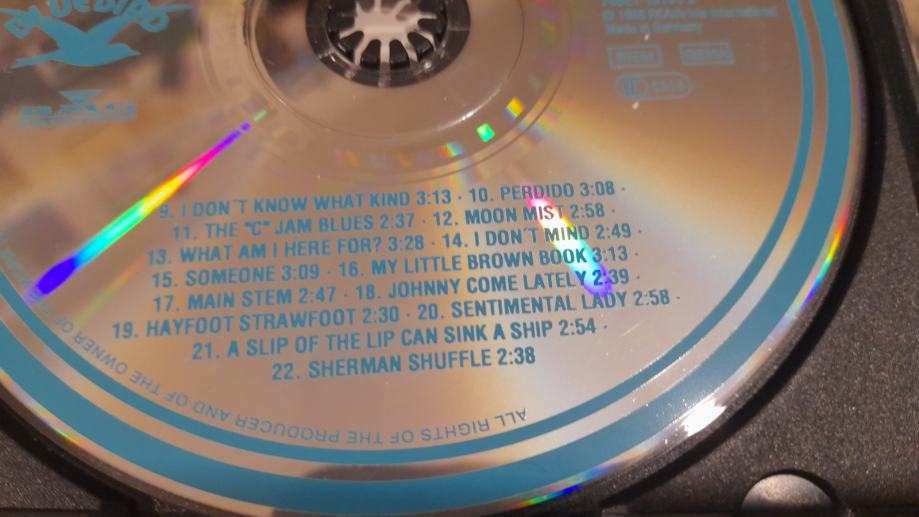 BLUEBIRD
Made in Germany
9. I DON'T KNOW WHAT KIND 3:13 · 10. PERDIDO 3:08 ·
11. THE "C" JAM BLUES 2:37 · 12. MOON MIST 2:58 ·
13. WHAT AM I HERE FOR? 3:28 · 14. I DON'T MIND 2:49 ·
15. SOMEONE 3:09 · 16. MY LITTLE BROWN BOOK 3:13 ·
17. MAIN STEM 2:47 · 18. JOHNNY COME LATELY 2:39 ·
19. HAYFOOT STRAWFOOT 2:30 · 20. SENTIMENTAL LADY 2:58 ·
21. A SLIP OF THE LIP CAN SINK A SHIP 2:54 ·
22. SHERMAN SHUFFLE 2:38
ALL RIGHTS OF THE PRODUCER AND OF THE OWNER OF